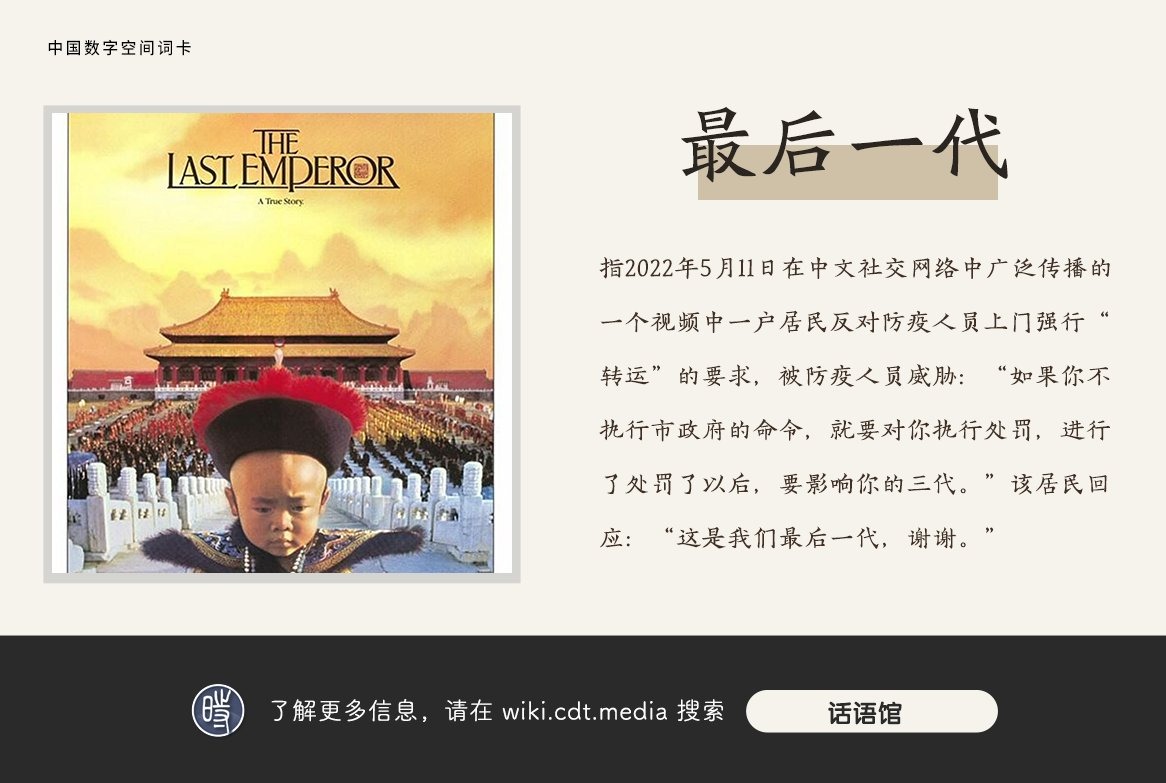 中国数字空间词卡
THE
LAST EMPEROR
A True Story.
最后一代
指2022年5月11日在中文社交网络中广泛传播的
一个视频中一户居民反对防疫人员上门强行“
转运”的要求，被防疫人员威胁：“如果你不
执行市政府的命令，就要对你执行处罚，进行
了处罚了以后，要影响你的三代。”该居民回
应：“这是我们最后一代，谢谢。”
了解更多信息，请在 wiki.cdt.media 搜索
话语馆